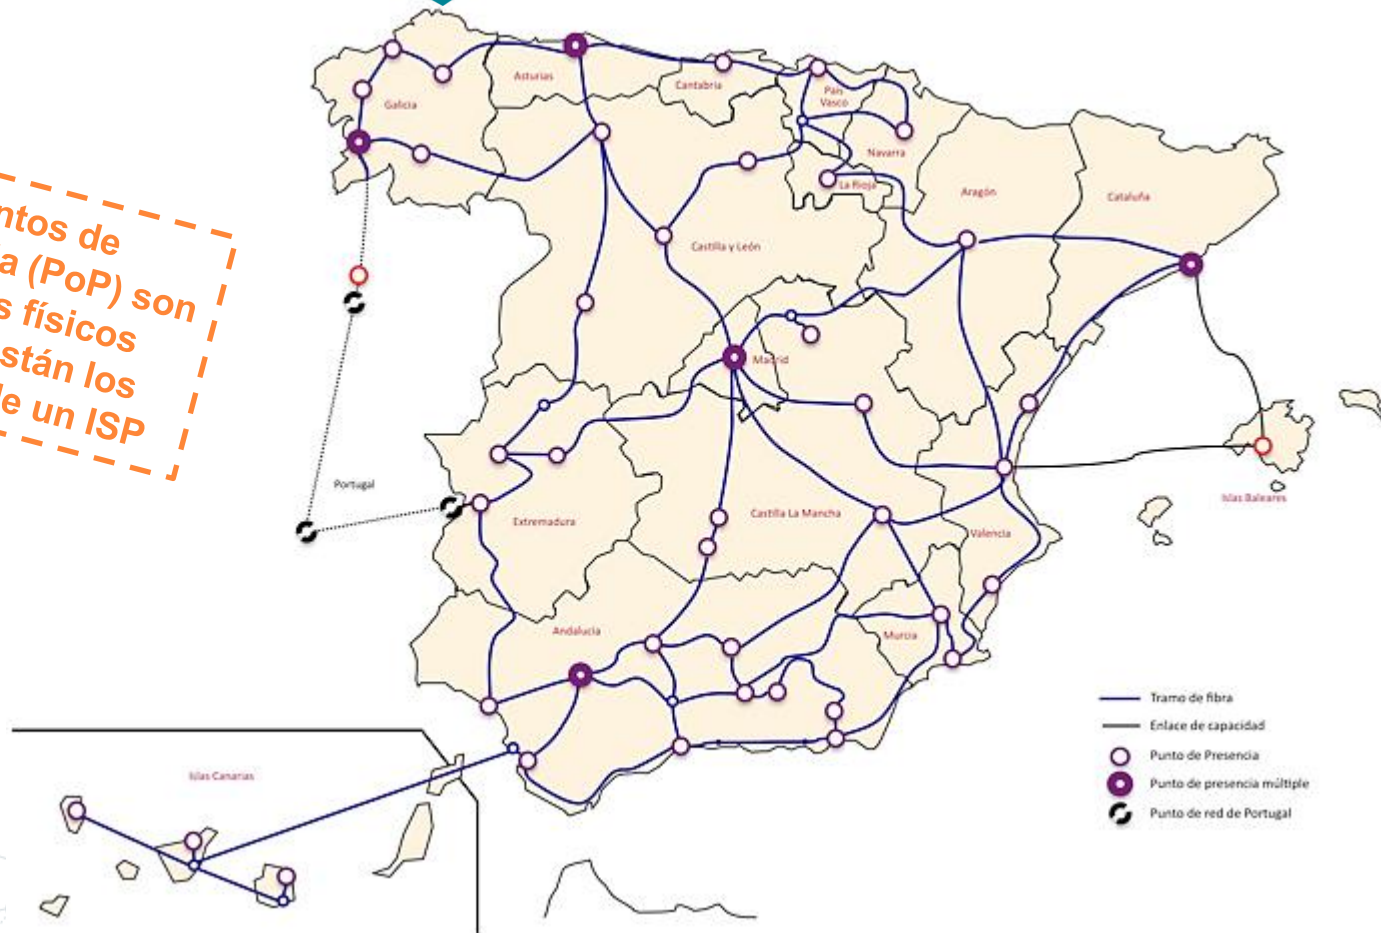 ntos de
a (PoP) son
s físicos
stán los
e un ISP
Galicia
Asturias
Cantabria
País
Vasco
Navarra
La Rioja
Aragón
Cataluña
Castilla y León
Madrid
Portugal
Extremadura
Castilla La Mancha
Valencia
Islas Baleares
Andalucia
Murcia
Islas Canarias
Tramo de fibra
Enlace de capacidad
Punto de Presencia
Punto de presencia múltiple
Punto de red de Portugal